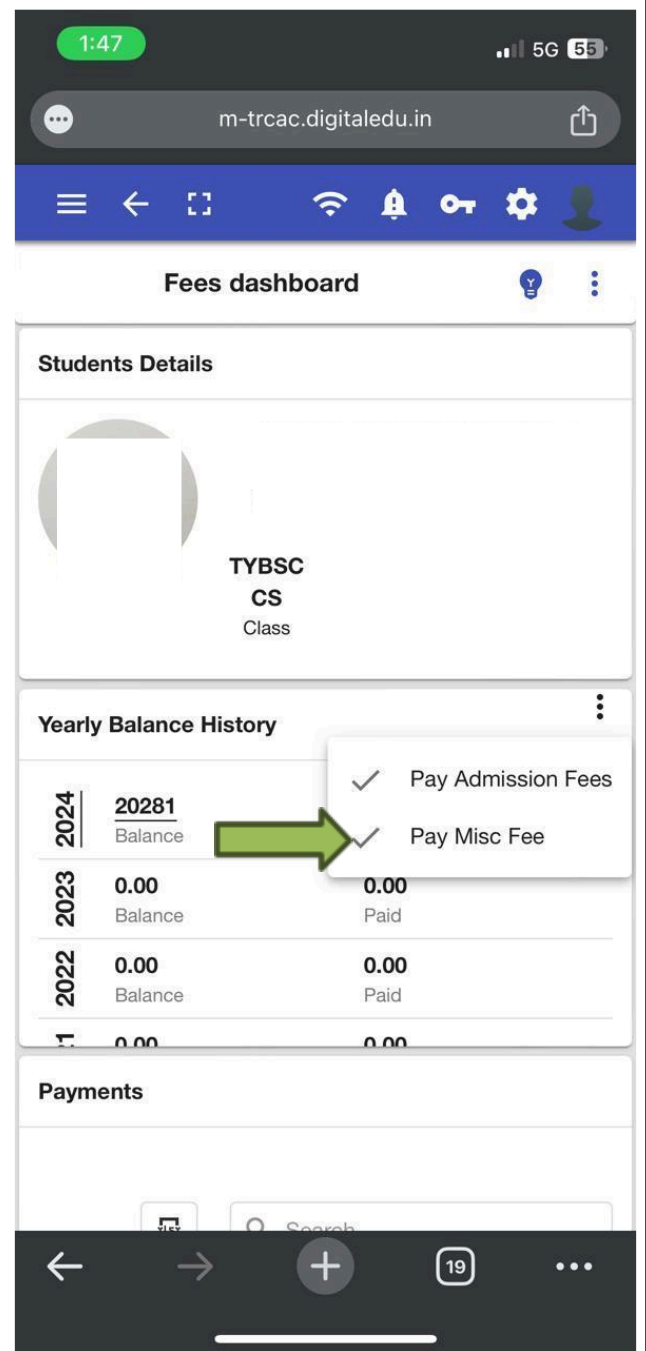 1:47
5G 55
m-trcac.digitaledu.in
Fees dashboard
Students Details
TYBSC
CS
Class
Yearly Balance History
Pay Admission Fees
Pay Misc Fee
2024
20281
Balance
2023
0.00
0.00
Balance
Paid
2022
0.00
0.00
Balance
Paid
0.00
0.00
Payments
Search
19